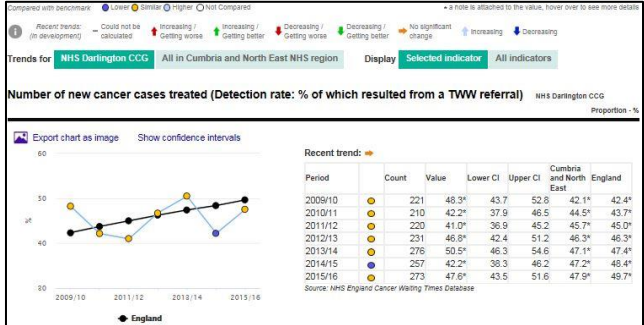 Compared with benchmark Lower Similar Higher Not Compared
* a note is attached to the value, hover over to see more details
Recent trends: (in development)
– Could not be calculated
Increasing / Getting worse
Increasing / Getting better
Decreasing / Getting worse
Decreasing / Getting better
No significant change
Increasing
Decreasing
Trends for NHS Darlington CCG All in Cumbria and North East NHS region Display Selected indicator All indicators
Number of new cancer cases treated (Detection rate: % of which resulted from a TWW referral) NHS Darlington CCG
Proportion - %
Export chart as image Show confidence intervals
60
50
%
40
30
2009/10 2011/12 2013/14 2015/16
England
Recent trend:
Period Count Value Lower CI Upper CI Cumbria and North East England
2009/10 221 48.3* 43.7 52.8 42.1* 42.4*
2010/11 210 42.2* 37.9 46.5 44.5* 43.7*
2011/12 220 41.0* 36.9 45.2 45.7* 45.0*
2012/13 231 46.8* 42.4 51.2 46.3* 46.3*
2013/14 276 50.5* 46.3 54.6 47.1* 47.4*
2014/15 257 42.2* 38.3 46.2 47.2* 48.4*
2015/16 273 47.6* 43.5 51.6 47.9* 49.7*
Source: NHS England Cancer Waiting Times Database